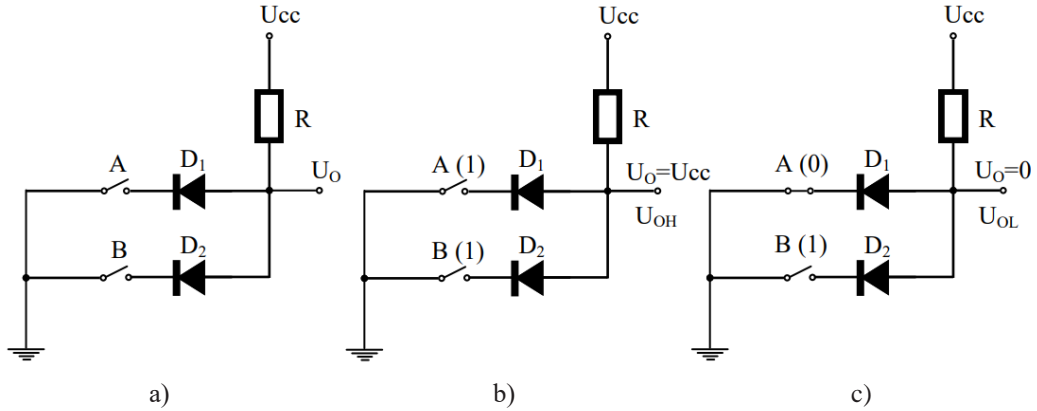 Ucc
R
A
D1
UO
B
D2
a)
Ucc
R
A (1)
D1
UO=Ucc
UOH
B (1)
D2
b)
Ucc
R
A (0)
D1
UO=0
UOL
B (1)
D2
c)